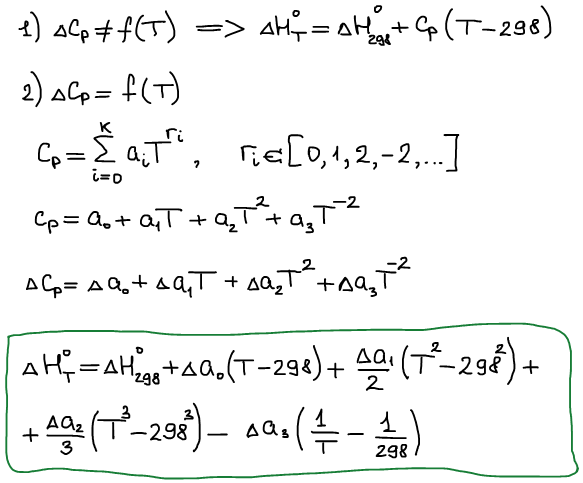 1) ΔCp ≠ f(T) => ΔH°T = ΔH°298 + Cp(T-298)
2) ΔCp = f(T)
Cp = Σ(i=0)^K aiT^ri, ri ∈ [0,1,2,-2,...]
Cp = a₀ + a₁T + a₂T² + a₃T⁻²
ΔCp = Δa₀ + Δa₁T + Δa₂T² + Δa₃T⁻²
ΔH°T = ΔH°298 + Δa₀(T-298) + Δa₁/2 (T² - 298²) +
+ Δa₂/3 (T³ - 298³) - Δa₃(1/T - 1/298)